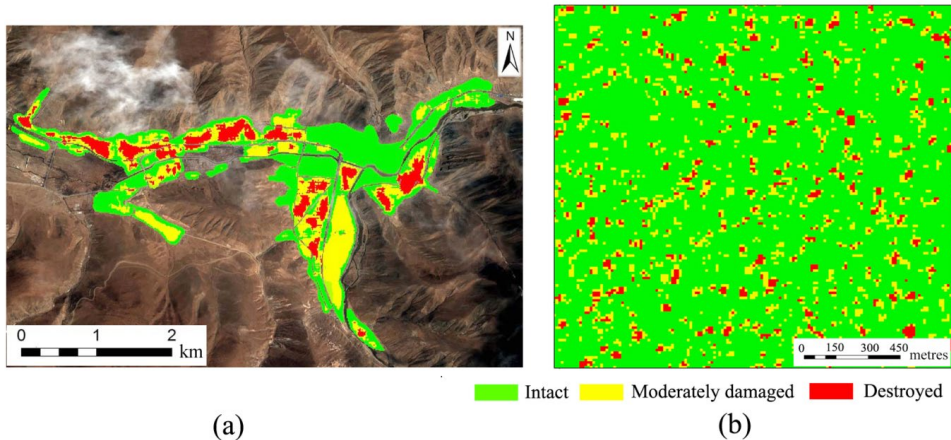 N
0 1 2
km
0 150 300 450
metres
Intact Moderately damaged Destroyed
(a) (b)